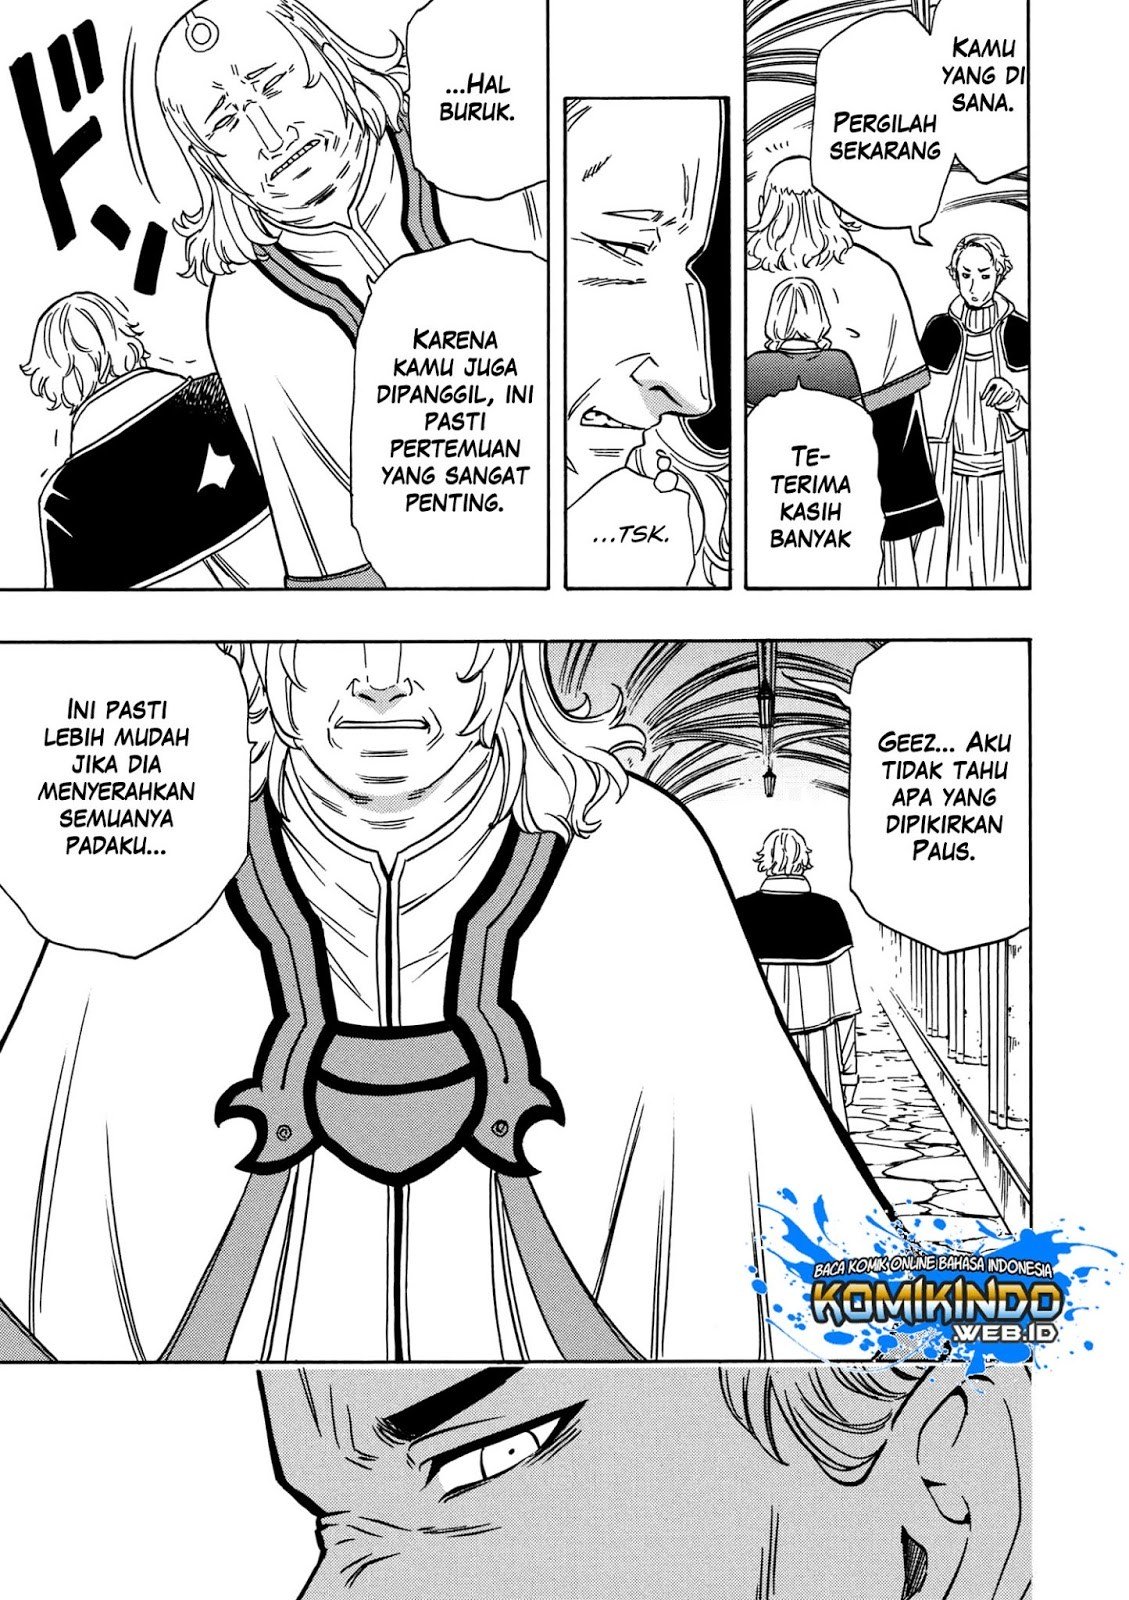 KAMU
YANG DI
SANA.
PERGILAH
SEKARANG
TE-
TERIMA
KASIH
BANYAK
...TSK.
...HAL
BURUK.
ドン
KARENA
KAMU JUGA
DIPANGGIL, INI
PASTI
PERTEMUAN
YANG SANGAT
PENTING.
GEEZ... AKU
TIDAK TAHU
APA YANG
DIPIKIRKAN
PAUS.
INI PASTI
LEBIH MUDAH
JIKA DIA
MENYERAHKAN
SEMUANYA
PADAKU...
BACA KOMIK ONLINE BAHASA INDONESIA
KOMIKINDO
.WEB.ID